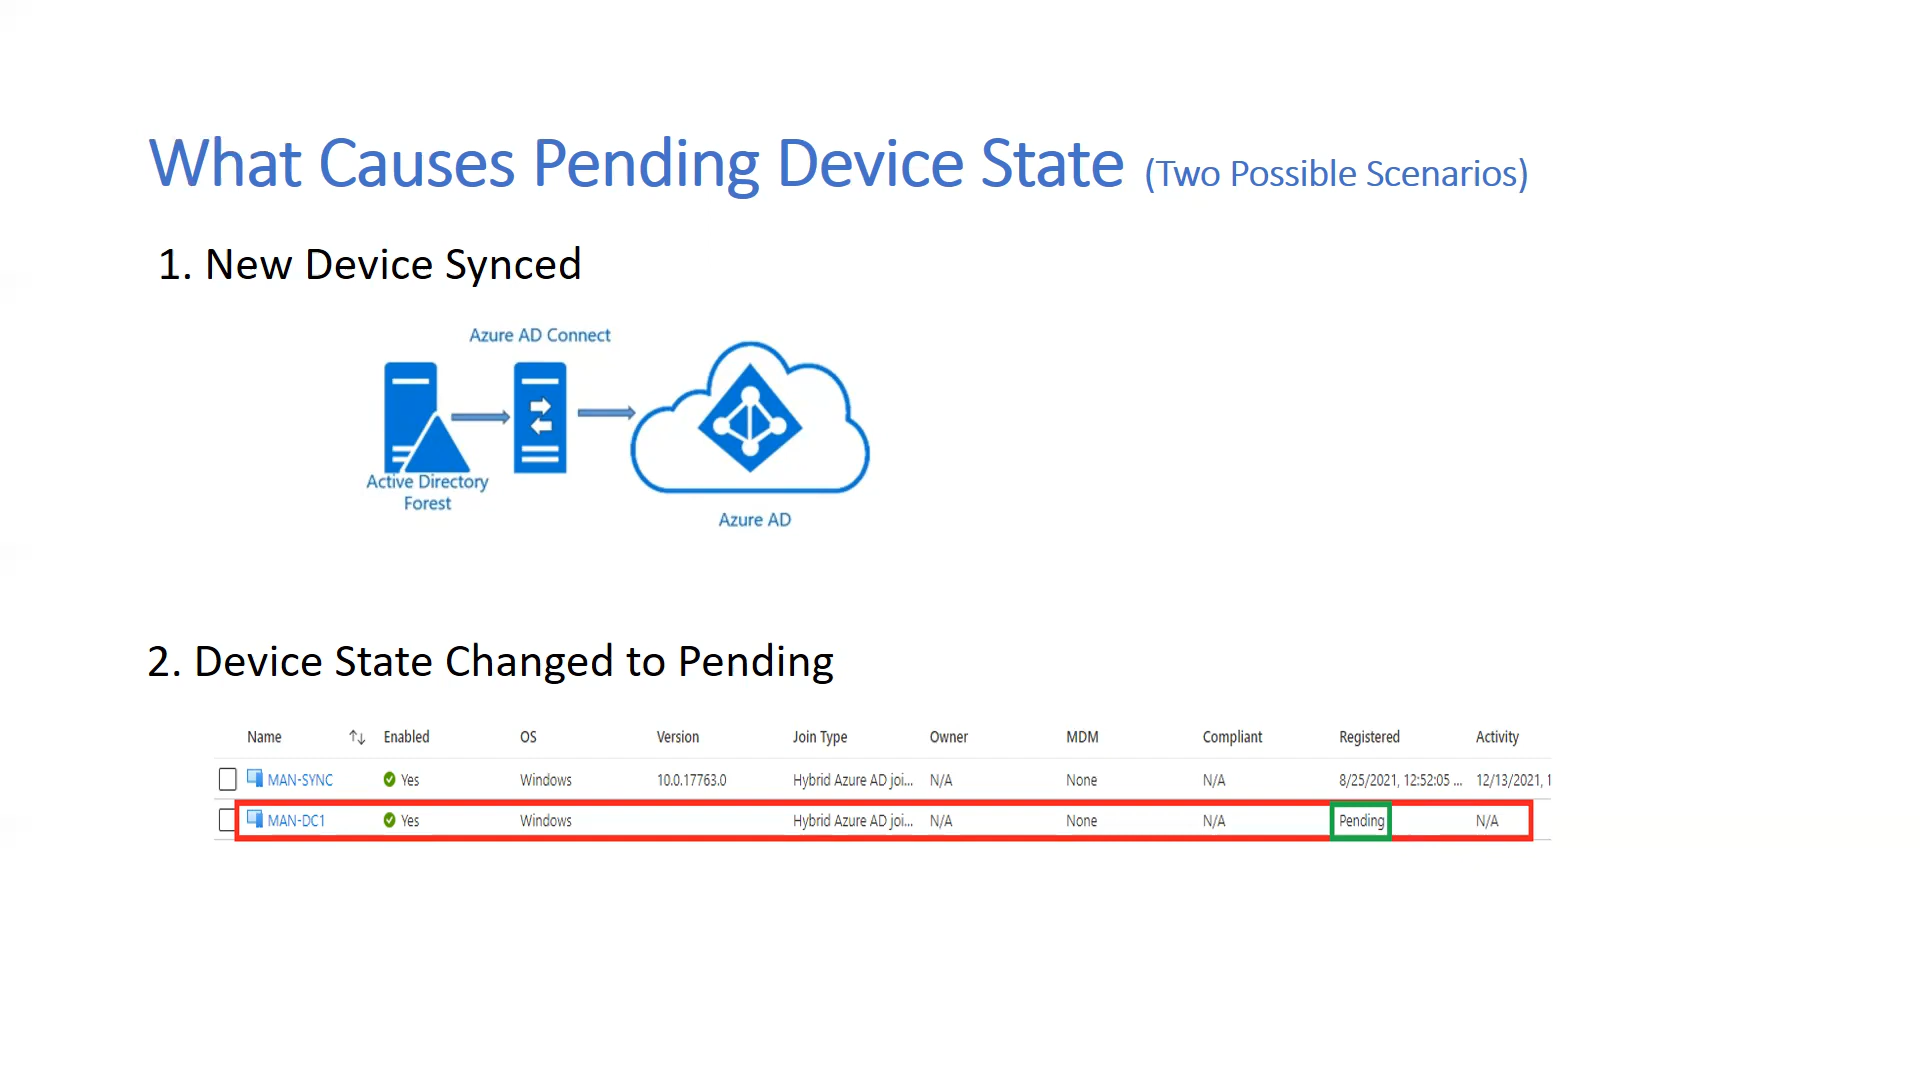 What Causes Pending Device State (Two Possible Scenarios)
1. New Device Synced
Azure AD Connect
Active Directory
Forest
Azure AD
2. Device State Changed to Pending
Name Enabled OS Version Join Type Owner MDM Compliant Registered Activity
MAN-SYNC Yes Windows 10.0.17763.0 Hybrid Azure AD joi... N/A None N/A 8/25/2021, 12:52:05 ... 12/13/2021, 1
MAN-DC1 Yes Windows Hybrid Azure AD joi... N/A None N/A Pending N/A